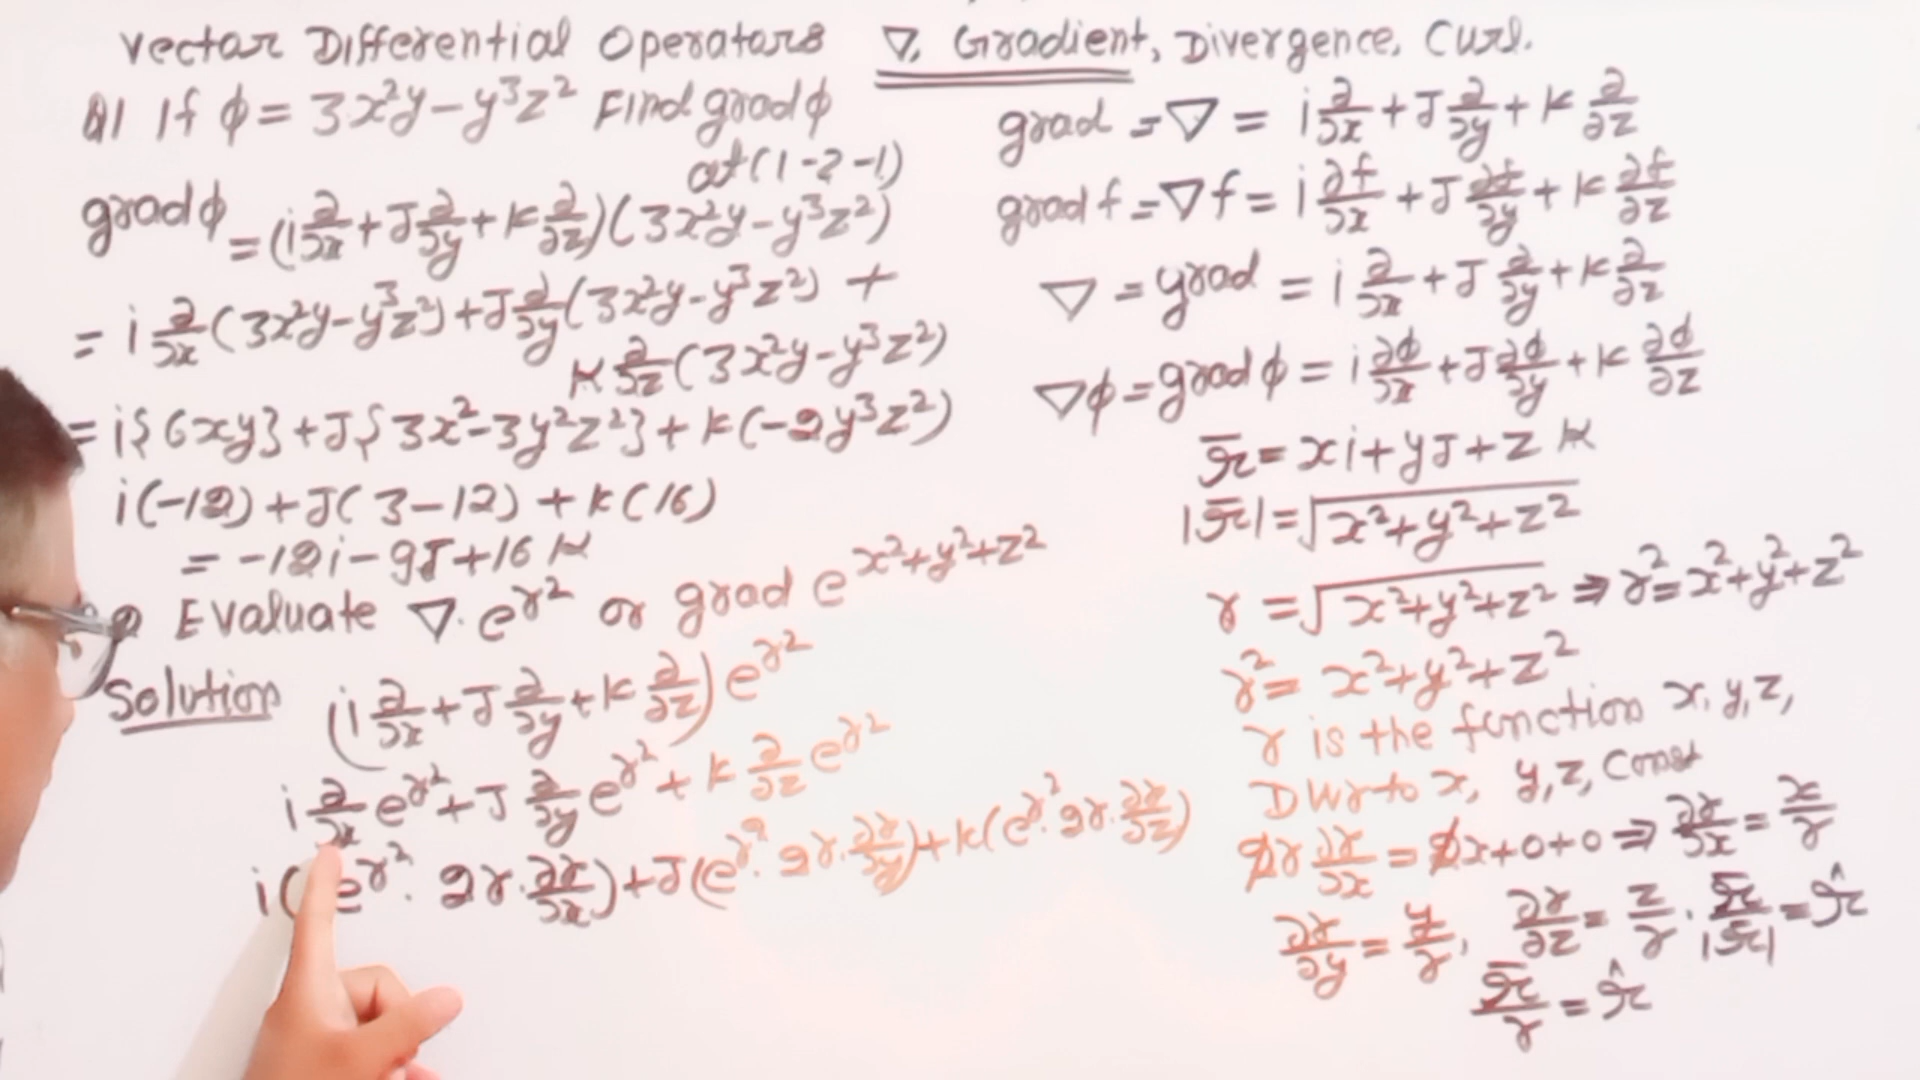 Vector Differential Operators ∇, Gradient, Divergence, Curl.
Q1 If φ = 3x²y − y³z² Find grad φ
at (1 -2 -1)
grad φ = (i ∂/∂x + J ∂/∂y + K ∂/∂z)(3x²y − y³z²)
= i ∂/∂x (3x²y − y³z²) + J ∂/∂y (3x²y − y³z²) +
K ∂/∂z (3x²y − y³z²)
= i{6xy} + J{3x² − 3y²z²} + K(−2y³z²)
i(−12) + J(3 − 12) + K(16)
= −12i − 9J + 16K
Q Evaluate ∇. e^r² or grad e^x²+y²+z²
Solution (i ∂/∂x + J ∂/∂y + K ∂/∂z) e^r²
i ∂/∂x e^r² + J ∂/∂y e^r² + K ∂/∂z e^r²
i(e^r². 2r. ∂r/∂x) + J(e^r². 2r. ∂r/∂y) + K(e^r². 2r. ∂r/∂z)
grad = ∇ = i ∂/∂x + J ∂/∂y + K ∂/∂z
grad f = ∇f = i ∂f/∂x + J ∂f/∂y + K ∂f/∂z
∇ = grad = i ∂/∂x + J ∂/∂y + K ∂/∂z
∇φ = grad φ = i ∂φ/∂x + J ∂φ/∂y + K ∂φ/∂z
r̄ = xi + yJ + zK
|r̄| = √x² + y² + z²
r = √x² + y² + z² ⇒ r² = x² + y² + z²
r² = x² + y² + z²
r is the function x, y, z,
D wr to x, y, z, const
2r ∂r/∂x = 2x + 0 + 0 ⇒ ∂r/∂x = x/r
∂r/∂y = y/r, ∂r/∂z = z/r . r̄/|r̄| = r̂
r̄/r = r̂